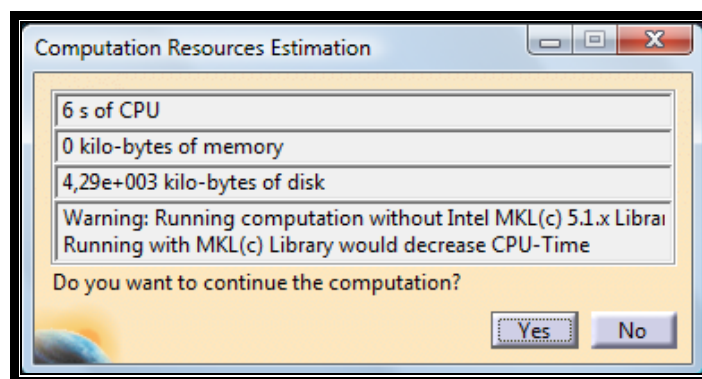 Computation Resources Estimation
6 s of CPU
0 kilo-bytes of memory
4,29e+003 kilo-bytes of disk
Warning: Running computation without Intel MKL(c) 5.1.x Librar
Running with MKL(c) Library would decrease CPU-Time
Do you want to continue the computation?
Yes No